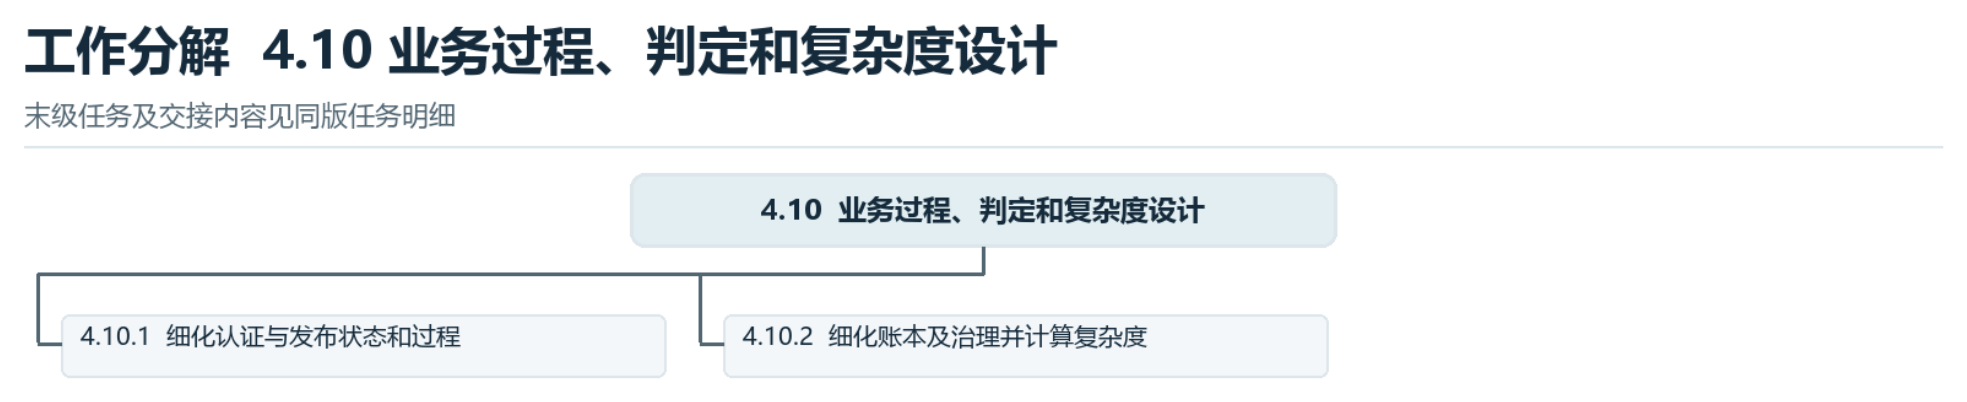 工作分解 4.10 业务过程、判定和复杂度设计
末级任务及交接内容见同版任务明细
4.10 业务过程、判定和复杂度设计
4.10.1 细化认证与发布状态和过程
4.10.2 细化账本及治理并计算复杂度